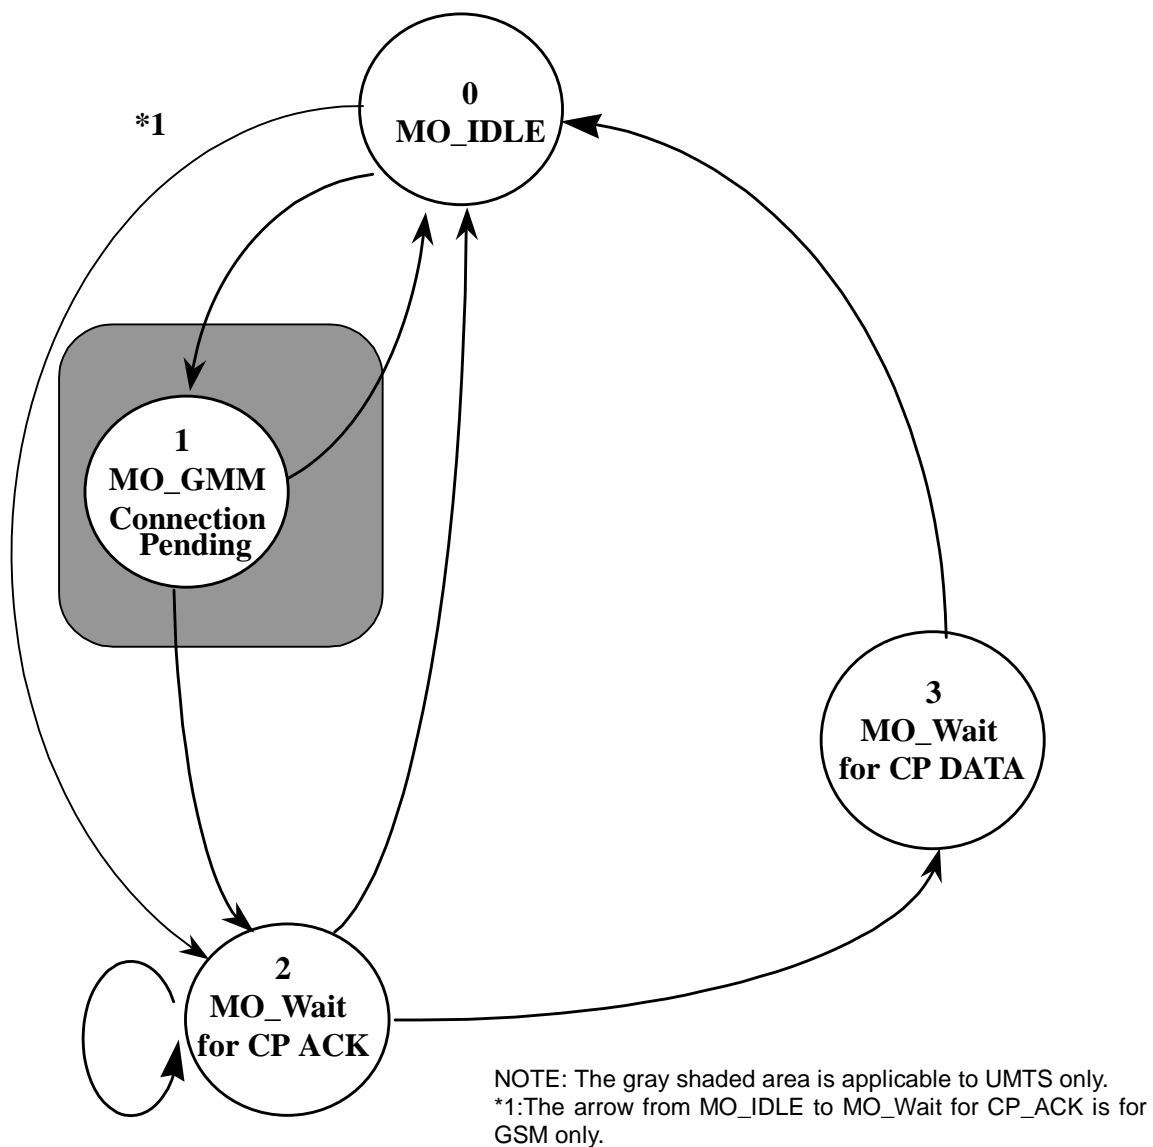 0
MO_IDLE
*1
1
MO_GMM
Connection
Pending
3
MO_Wait
for CP DATA
2
MO_Wait
for CP ACK
NOTE: The gray shaded area is applicable to UMTS only.
*1:The arrow from MO_IDLE to MO_Wait for CP_ACK is for
GSM only.